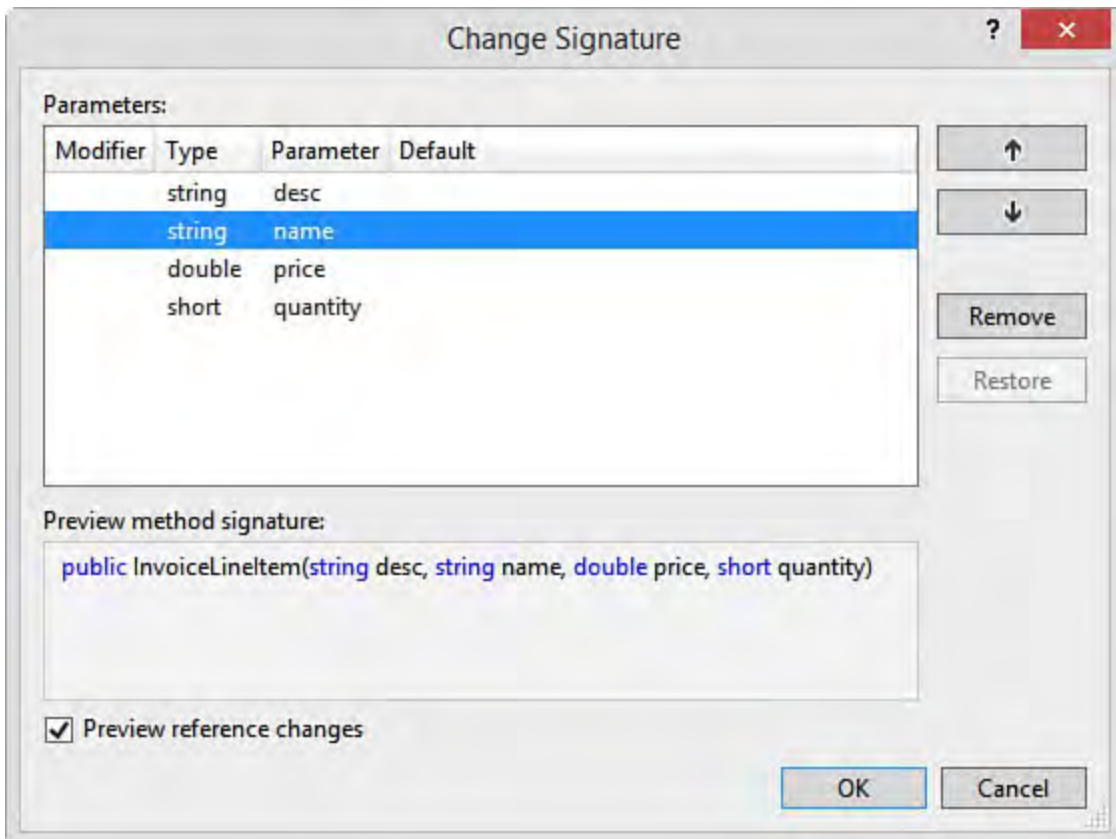 Change Signature
?
Parameters:
Modifier Type Parameter Default
string desc
string name
double price
short quantity
Remove
Restore
Preview method signature:
public InvoiceLineItem(string desc, string name, double price, short quantity)
Preview reference changes
OK Cancel